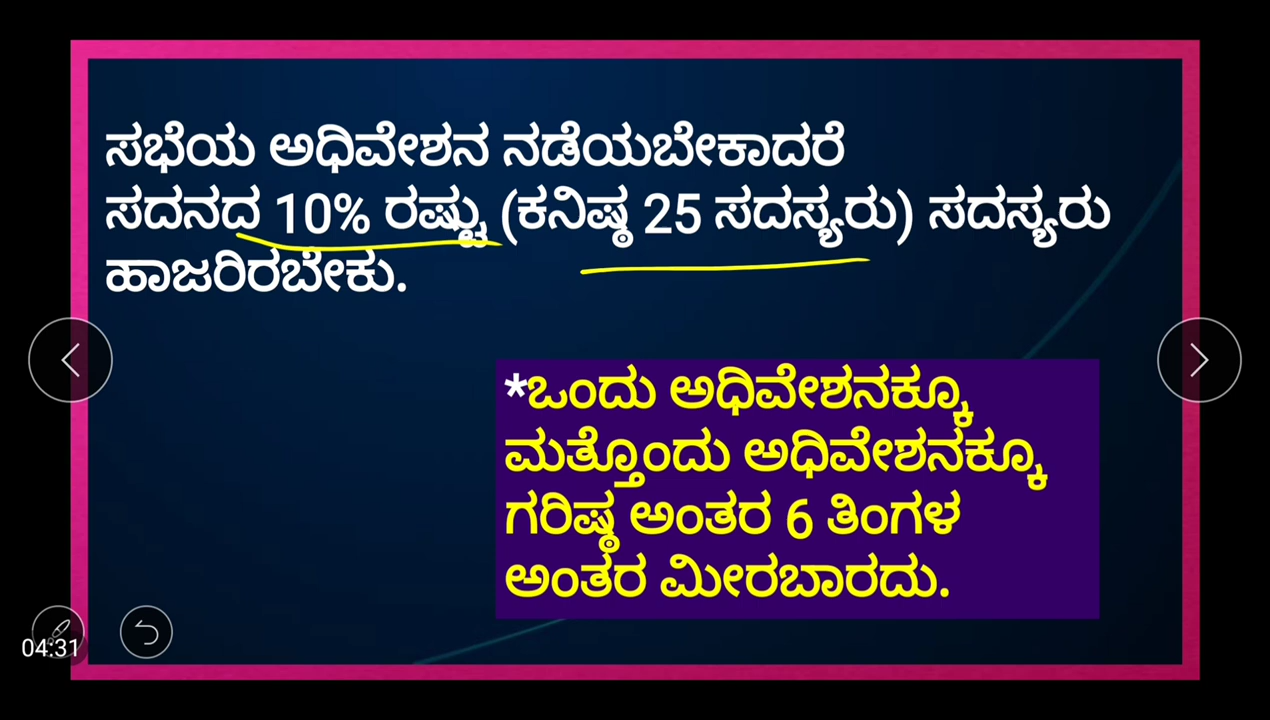 ಸಭೆಯ ಅಧಿವೇಶನ ನಡೆಯಬೇಕಾದರೆ
ಸದನದ 10% ರಷ್ಟು (ಕನಿಷ್ಠ 25 ಸದಸ್ಯರು) ಸದಸ್ಯರು
ಹಾಜರಿರಬೇಕು.
*ಒಂದು ಅಧಿವೇಶನಕ್ಕೂ
ಮತ್ತೊಂದು ಅಧಿವೇಶನಕ್ಕೂ
ಗರಿಷ್ಠ ಅಂತರ 6 ತಿಂಗಳ
ಅಂತರ ಮೀರಬಾರದು.
04:31